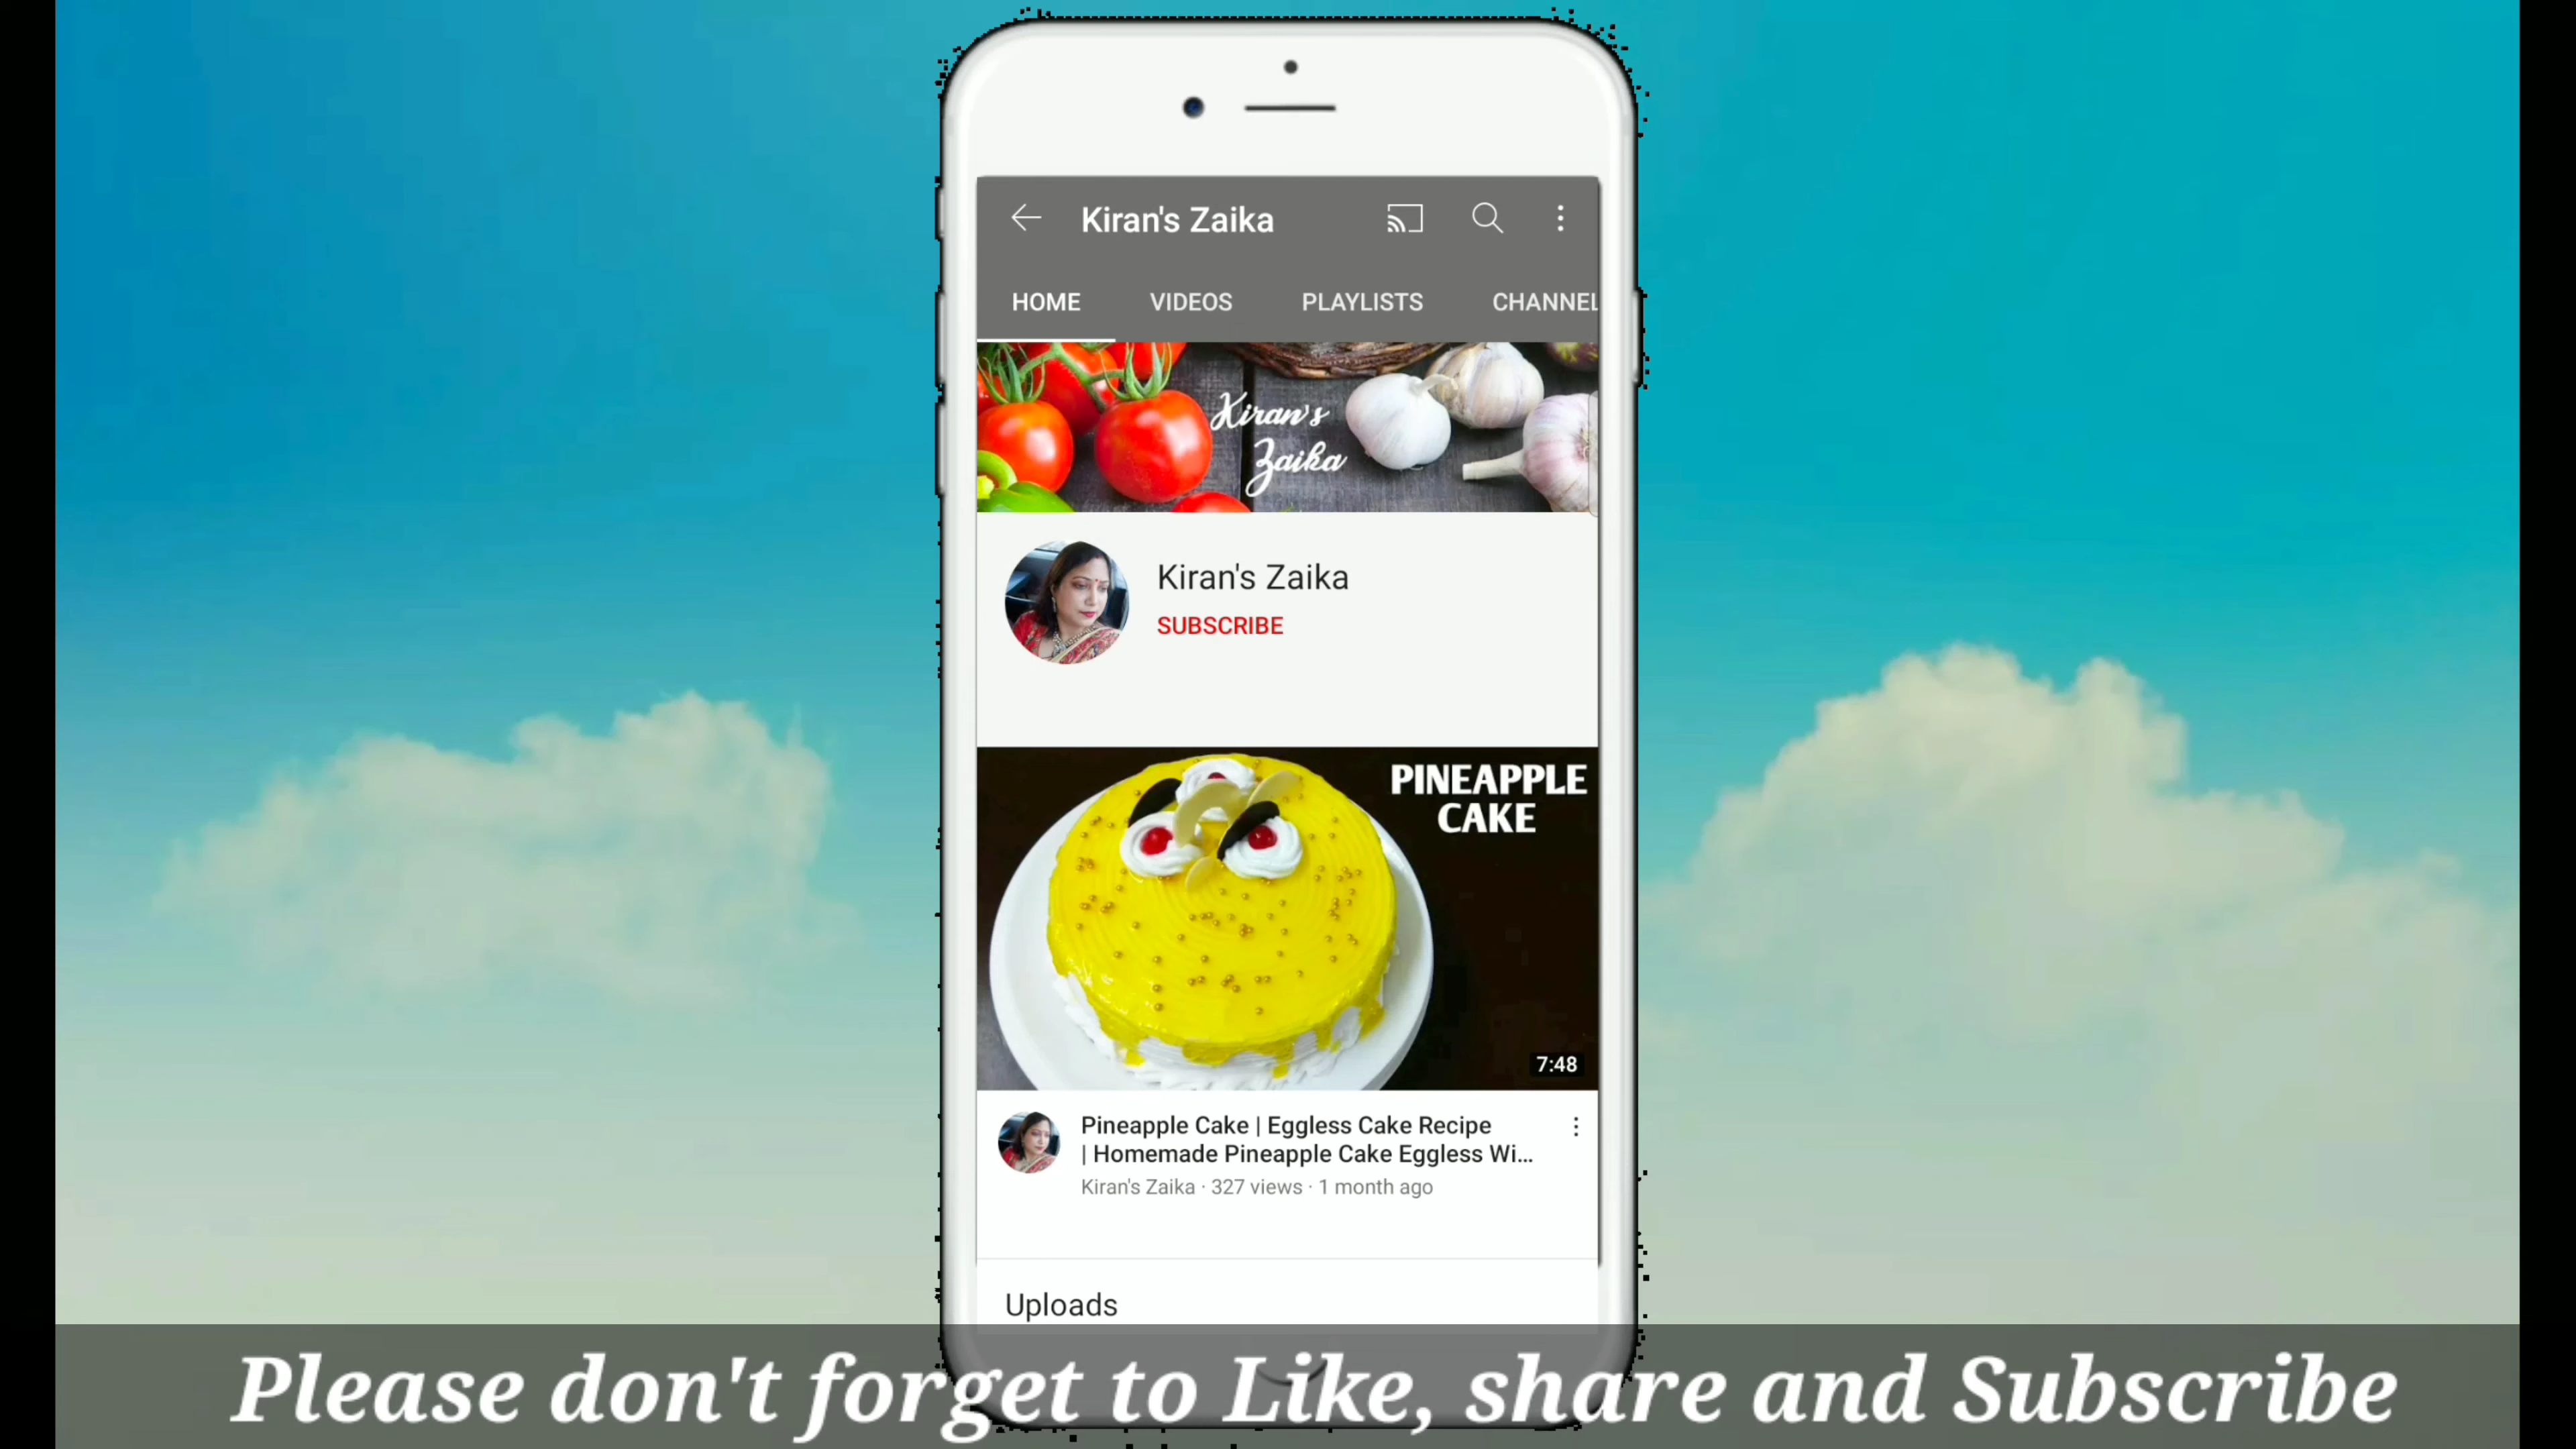 Kiran's Zaika
HOME VIDEOS PLAYLISTS CHANNEL
Kiran's
Zaika
Kiran's Zaika
SUBSCRIBE
PINEAPPLE
CAKE
7:48
Pineapple Cake | Eggless Cake Recipe
| Homemade Pineapple Cake Eggless Wi...
Kiran's Zaika · 327 views · 1 month ago
Uploads
Please don't forget to Like, share and Subscribe